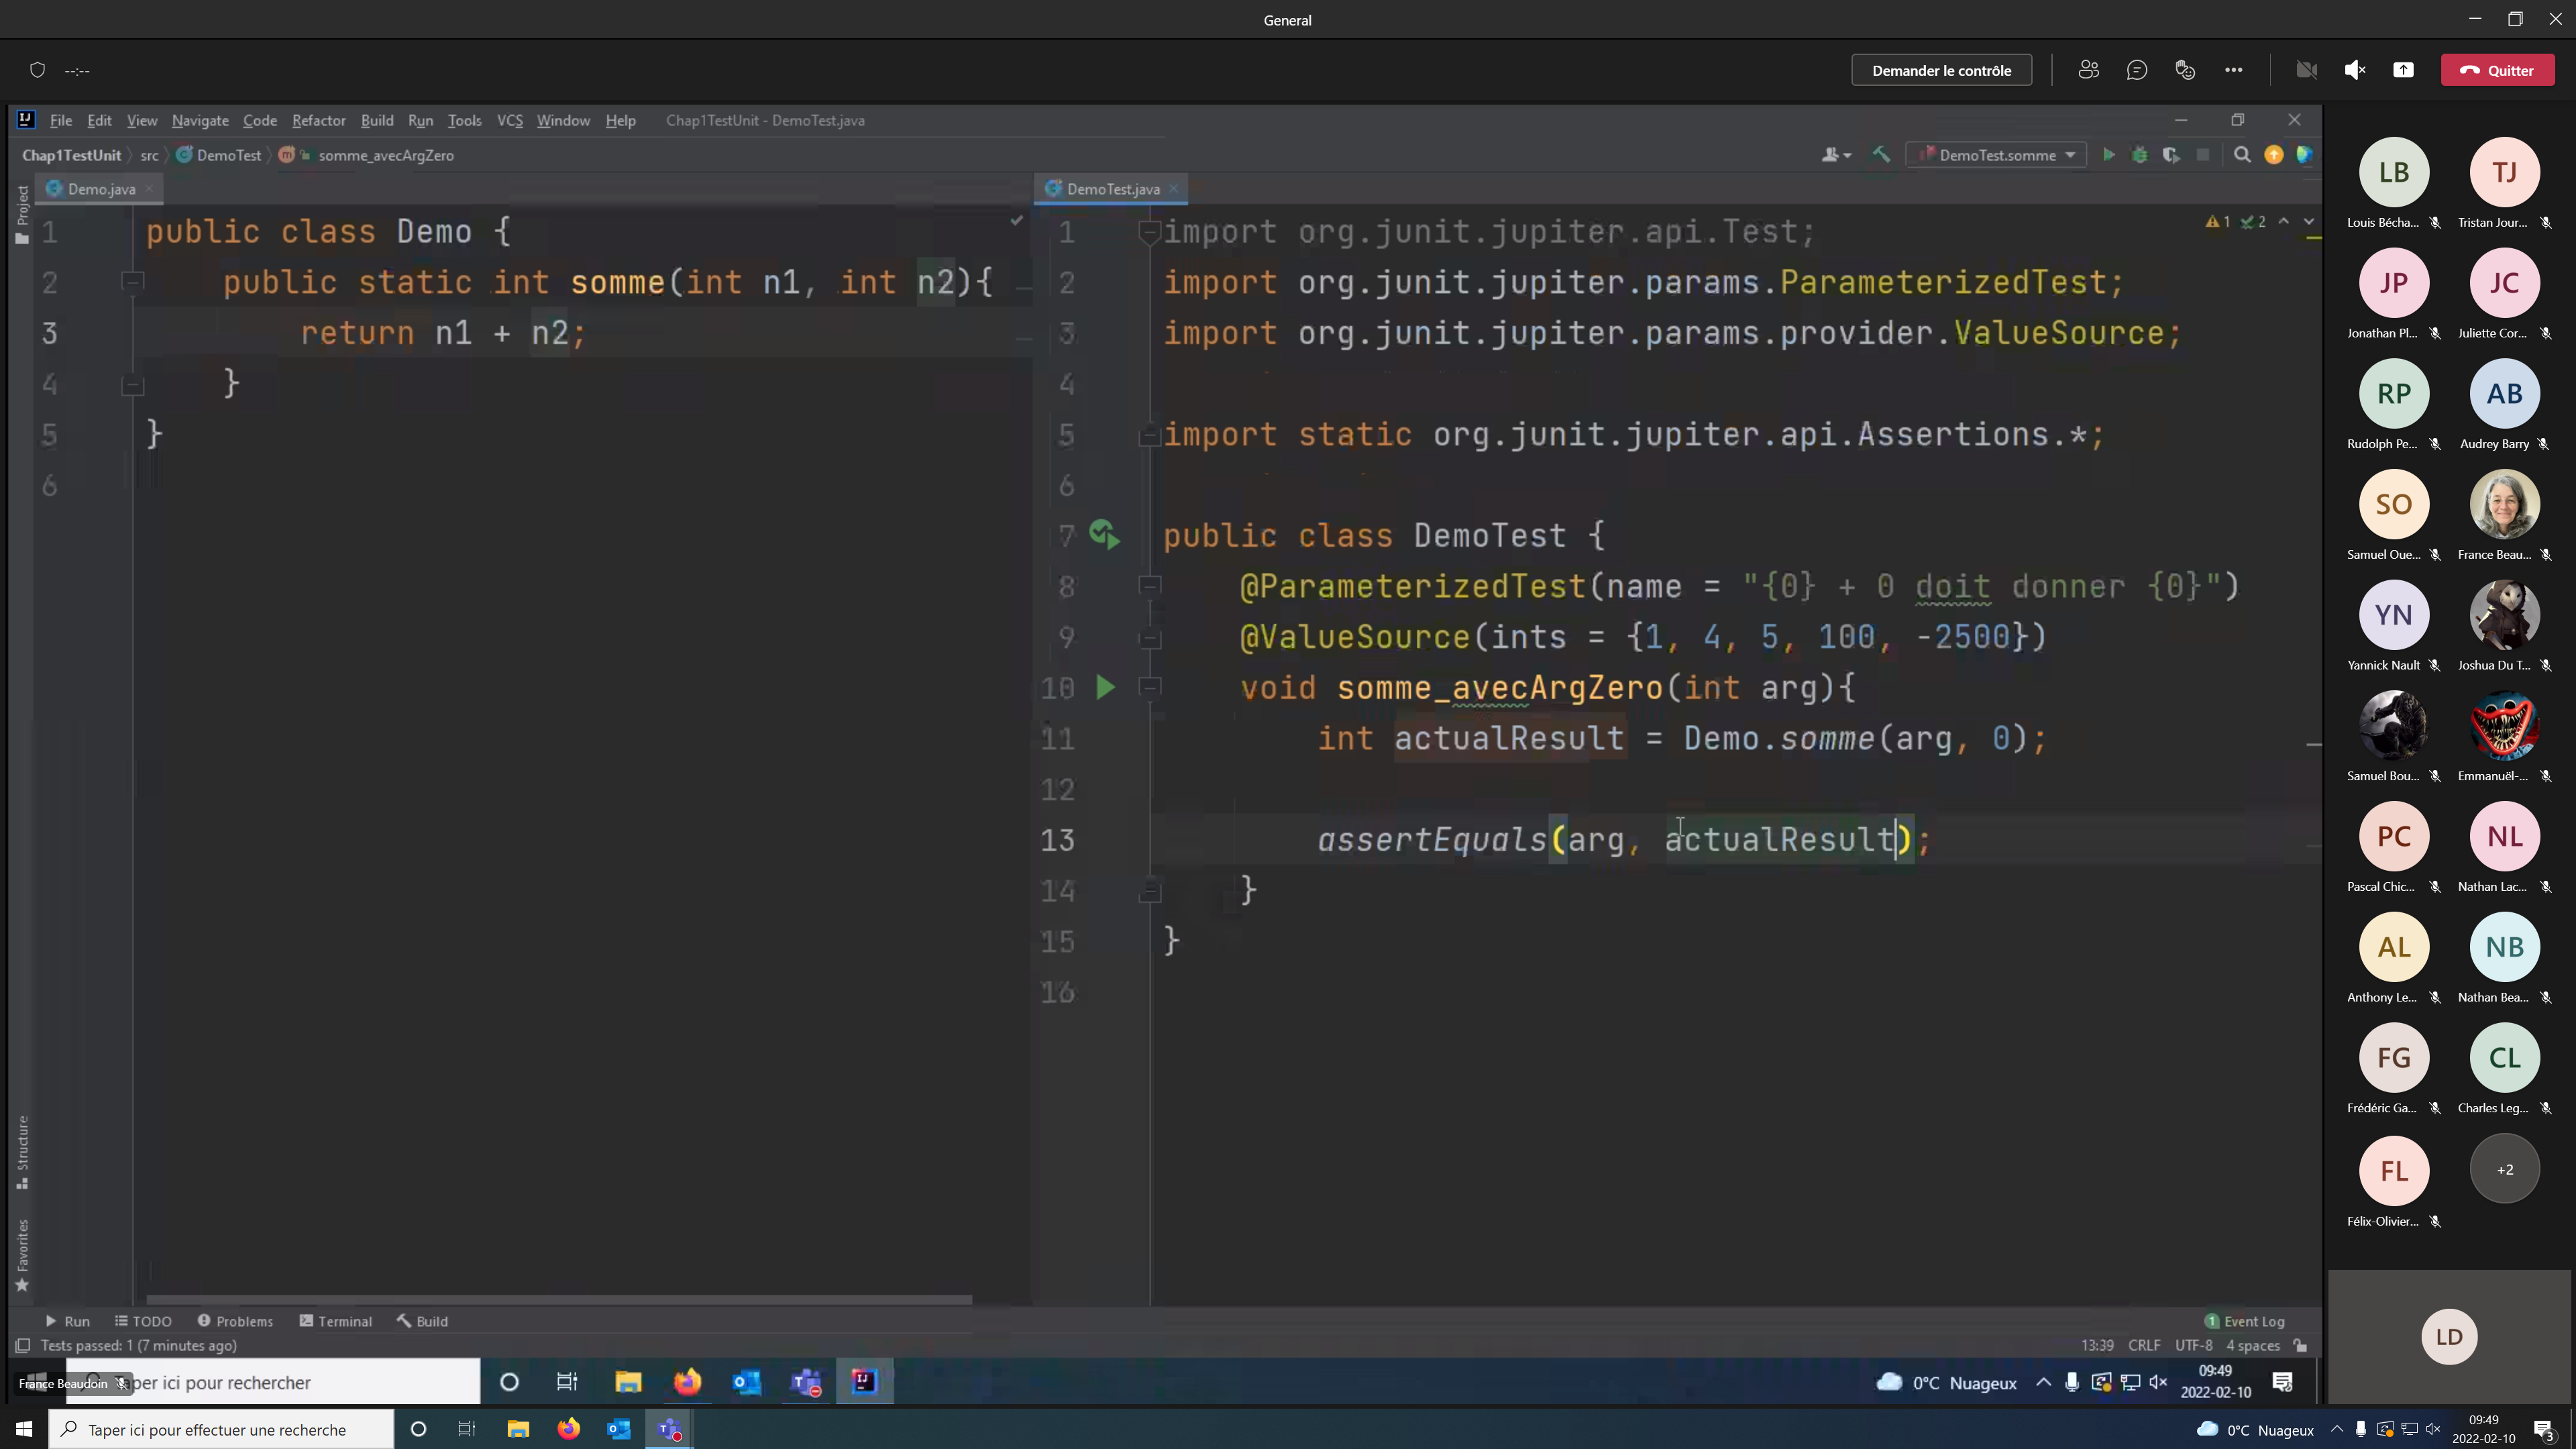 General
--:--
Demander le contrôle
Quitter
File Edit View Navigate Code Refactor Build Run Tools VCS Window Help Chap1TestUnit - DemoTest.java
Chap1TestUnit src DemoTest m somme_avecArgZero
DemoTest.somme
Project
Demo.java
1 public class Demo {
2 public static int somme(int n1, int n2){
3 return n1 + n2;
4 }
5 }
6
DemoTest.java
1 2
1 import org.junit.jupiter.api.Test;
2 import org.junit.jupiter.params.ParameterizedTest;
3 import org.junit.jupiter.params.provider.ValueSource;
4
5 import static org.junit.jupiter.api.Assertions.*;
6
7 public class DemoTest {
8 @ParameterizedTest(name = "{0} + 0 doit donner {0}")
9 @ValueSource(ints = {1, 4, 5, 100, -2500})
10 void somme_avecArgZero(int arg){
11 int actualResult = Demo.somme(arg, 0);
12
13 assertEquals(arg, actualResult);
14 }
15 }
16
Structure
Favorites
Run TODO Problems Terminal Build
1 Event Log
Tests passed: 1 (7 minutes ago)
13:39 CRLF UTF-8 4 spaces
France Beaudoin
aper ici pour rechercher
0°C Nuageux
09:49
2022-02-10
LB TJ
Louis Bécha... Tristan Jour...
JP JC
Jonathan Pl... Juliette Cor...
RP AB
Rudolph Pe... Audrey Barry
SO
Samuel Oue... France Beau...
YN
Yannick Nault Joshua Du T...
Samuel Bou... Emmanuël-...
PC NL
Pascal Chic... Nathan Lac...
AL NB
Anthony Le... Nathan Bea...
FG CL
Frédéric Ga... Charles Leg...
FL +2
Félix-Olivier...
LD
Taper ici pour effectuer une recherche
0°C Nuageux
09:49
2022-02-10
3